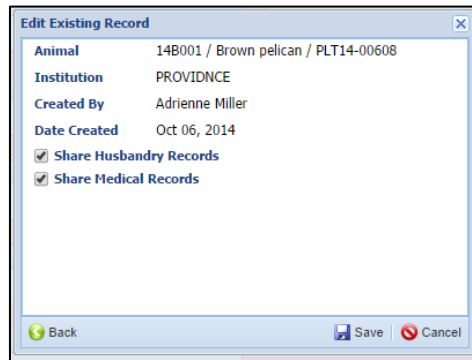 Edit Existing Record
Animal 14B001 / Brown pelican / PLT14-00608
Institution PROVIDNCE
Created By Adrienne Miller
Date Created Oct 06, 2014
Share Husbandry Records
Share Medical Records
Back Save Cancel